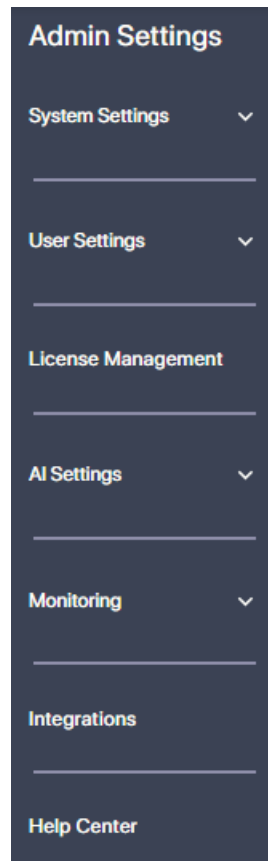 Admin Settings
System Settings
User Settings
License Management
AI Settings
Monitoring
Integrations
Help Center